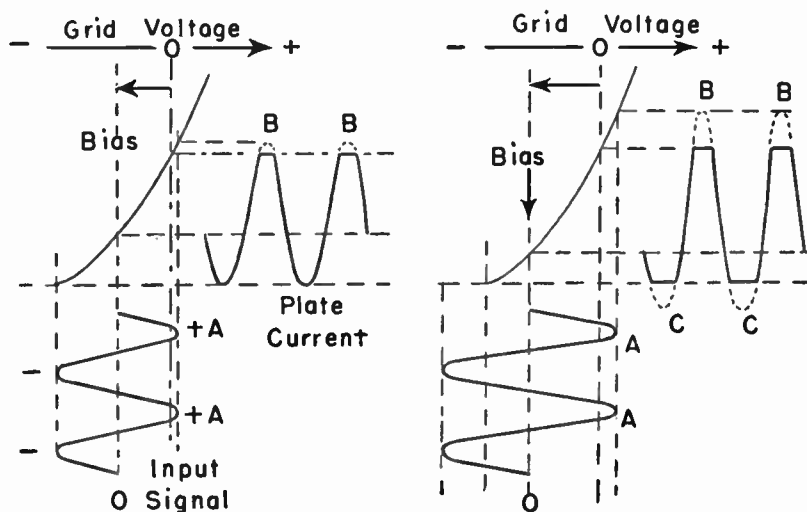 Grid Voltage
− 0 +
Bias
B B
Plate
Current
+A
−
+A
−
Input
0 Signal
Grid Voltage
− 0 +
B B
Bias
C C
A
A
0